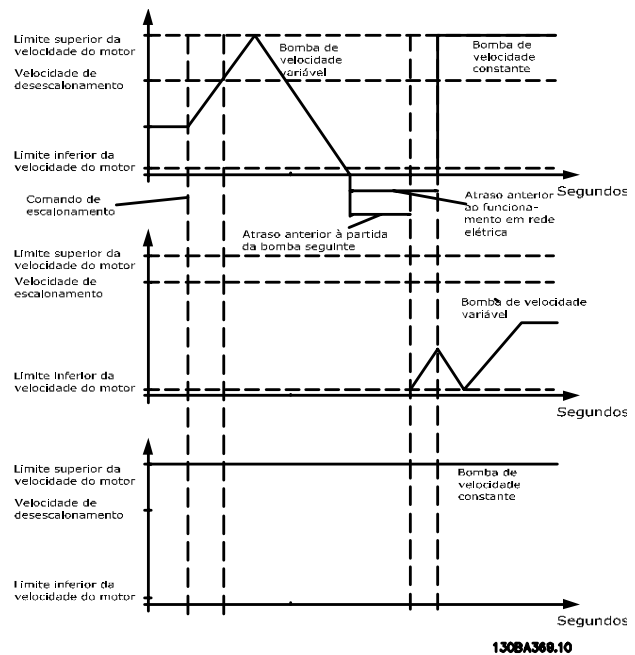 Limite superior da
velocidade do motor
Velocidade de
desescalonamento
Bomba de
velocidade
variável
Bomba de
velocidade
constante
Limite inferior da
velocidade do motor
Segundos
Comando de
escalonamento
Atraso anterior
ao funciona-
mento em rede
elétrica
Atraso anterior à partida
da bomba seguinte
Limite superior da
velocidade do motor
Velocidade de
escalonamento
Bomba de velocidade
variável
Limite inferior da
velocidade do motor
Segundos
Limite superior da
velocidade do motor
Bomba de
velocidade
constante
Velocidade de
desescalonamento
Limite inferior da
velocidade do motor
Segundos
130BA369.10